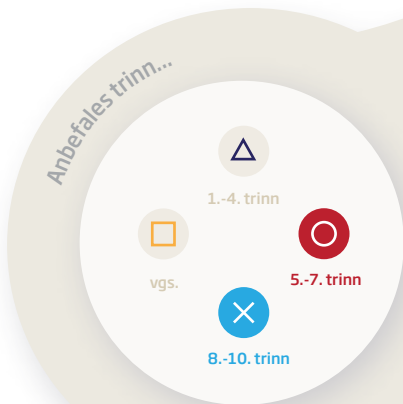 Anbefales trinn...
1.-4. trinn
vgs.
5.-7. trinn
8.-10. trinn